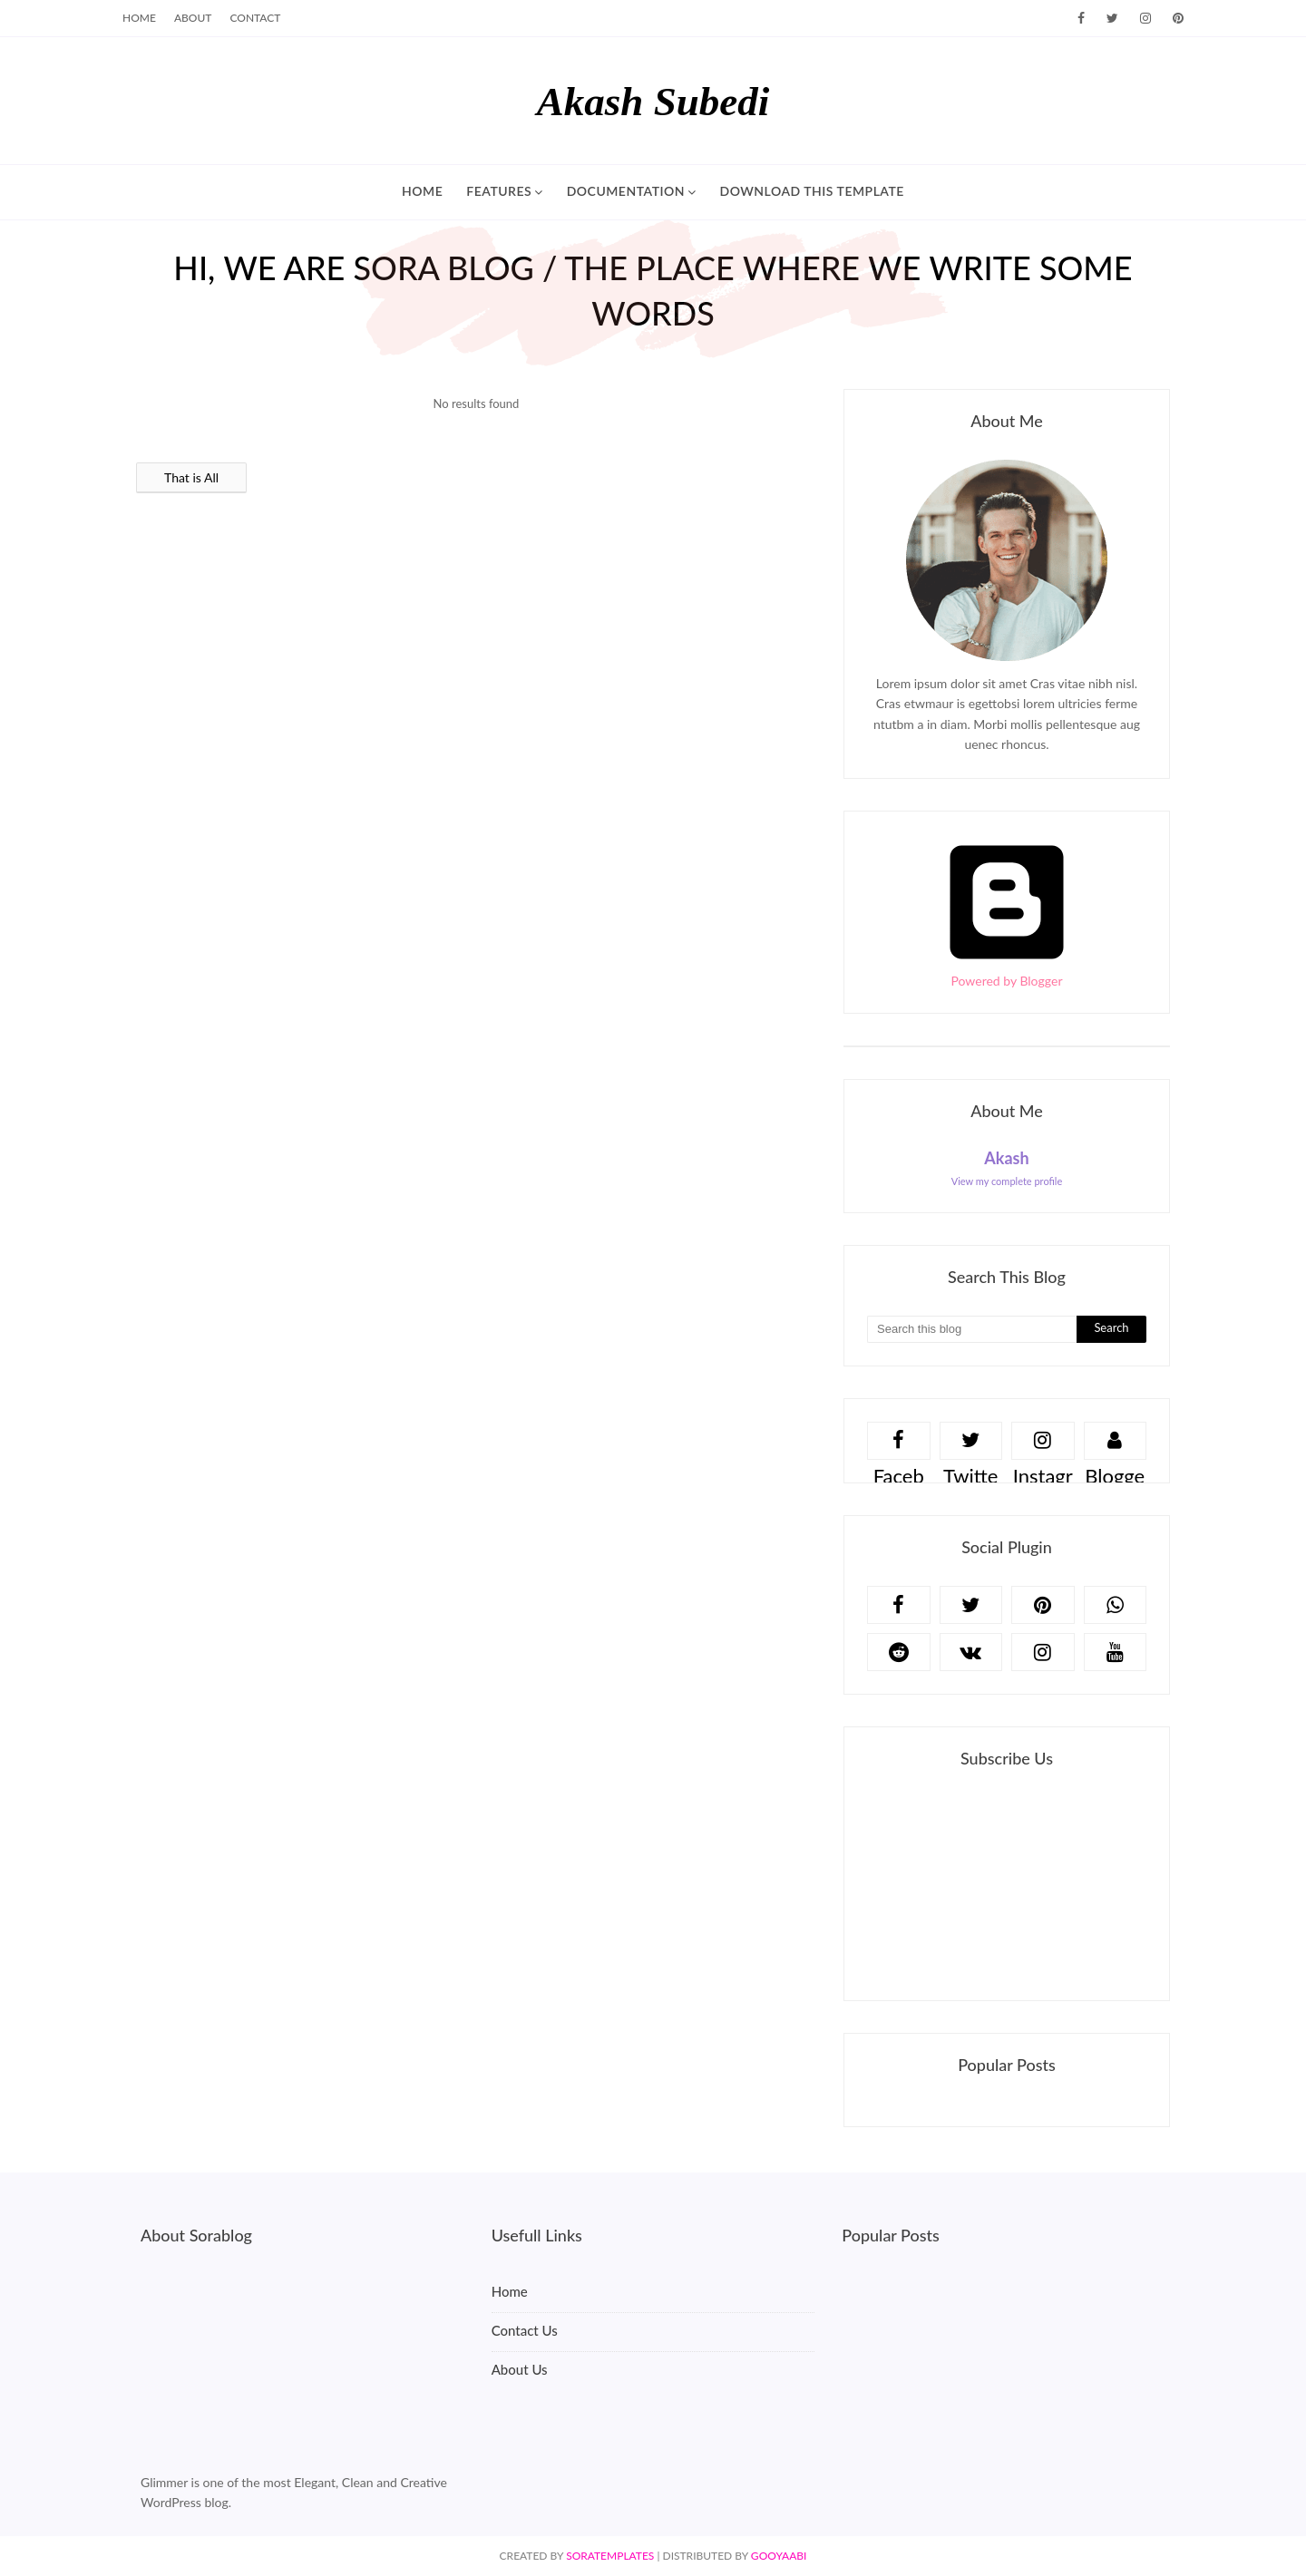 HOME ABOUT CONTACT
Akash Subedi
HOME FEATURES DOCUMENTATION DOWNLOAD THIS TEMPLATE
HI, WE ARE SORA BLOG / THE PLACE WHERE WE WRITE SOME
WORDS
No results found
That is All
About Me
Lorem ipsum dolor sit amet Cras vitae nibh nisl.
Cras etwmaur is egettobsi lorem ultricies ferme
ntutbm a in diam. Morbi mollis pellentesque aug
uenec rhoncus.
Powered by Blogger
About Me
Akash
View my complete profile
Search This Blog
Search this blog Search
Faceb Twitte Instagr Blogge
Social Plugin
You
Tube
Subscribe Us
Popular Posts
About Sorablog
Glimmer is one of the most Elegant, Clean and Creative
WordPress blog.
Usefull Links
Home
Contact Us
About Us
Popular Posts
CREATED BY SORATEMPLATES | DISTRIBUTED BY GOOYAABI